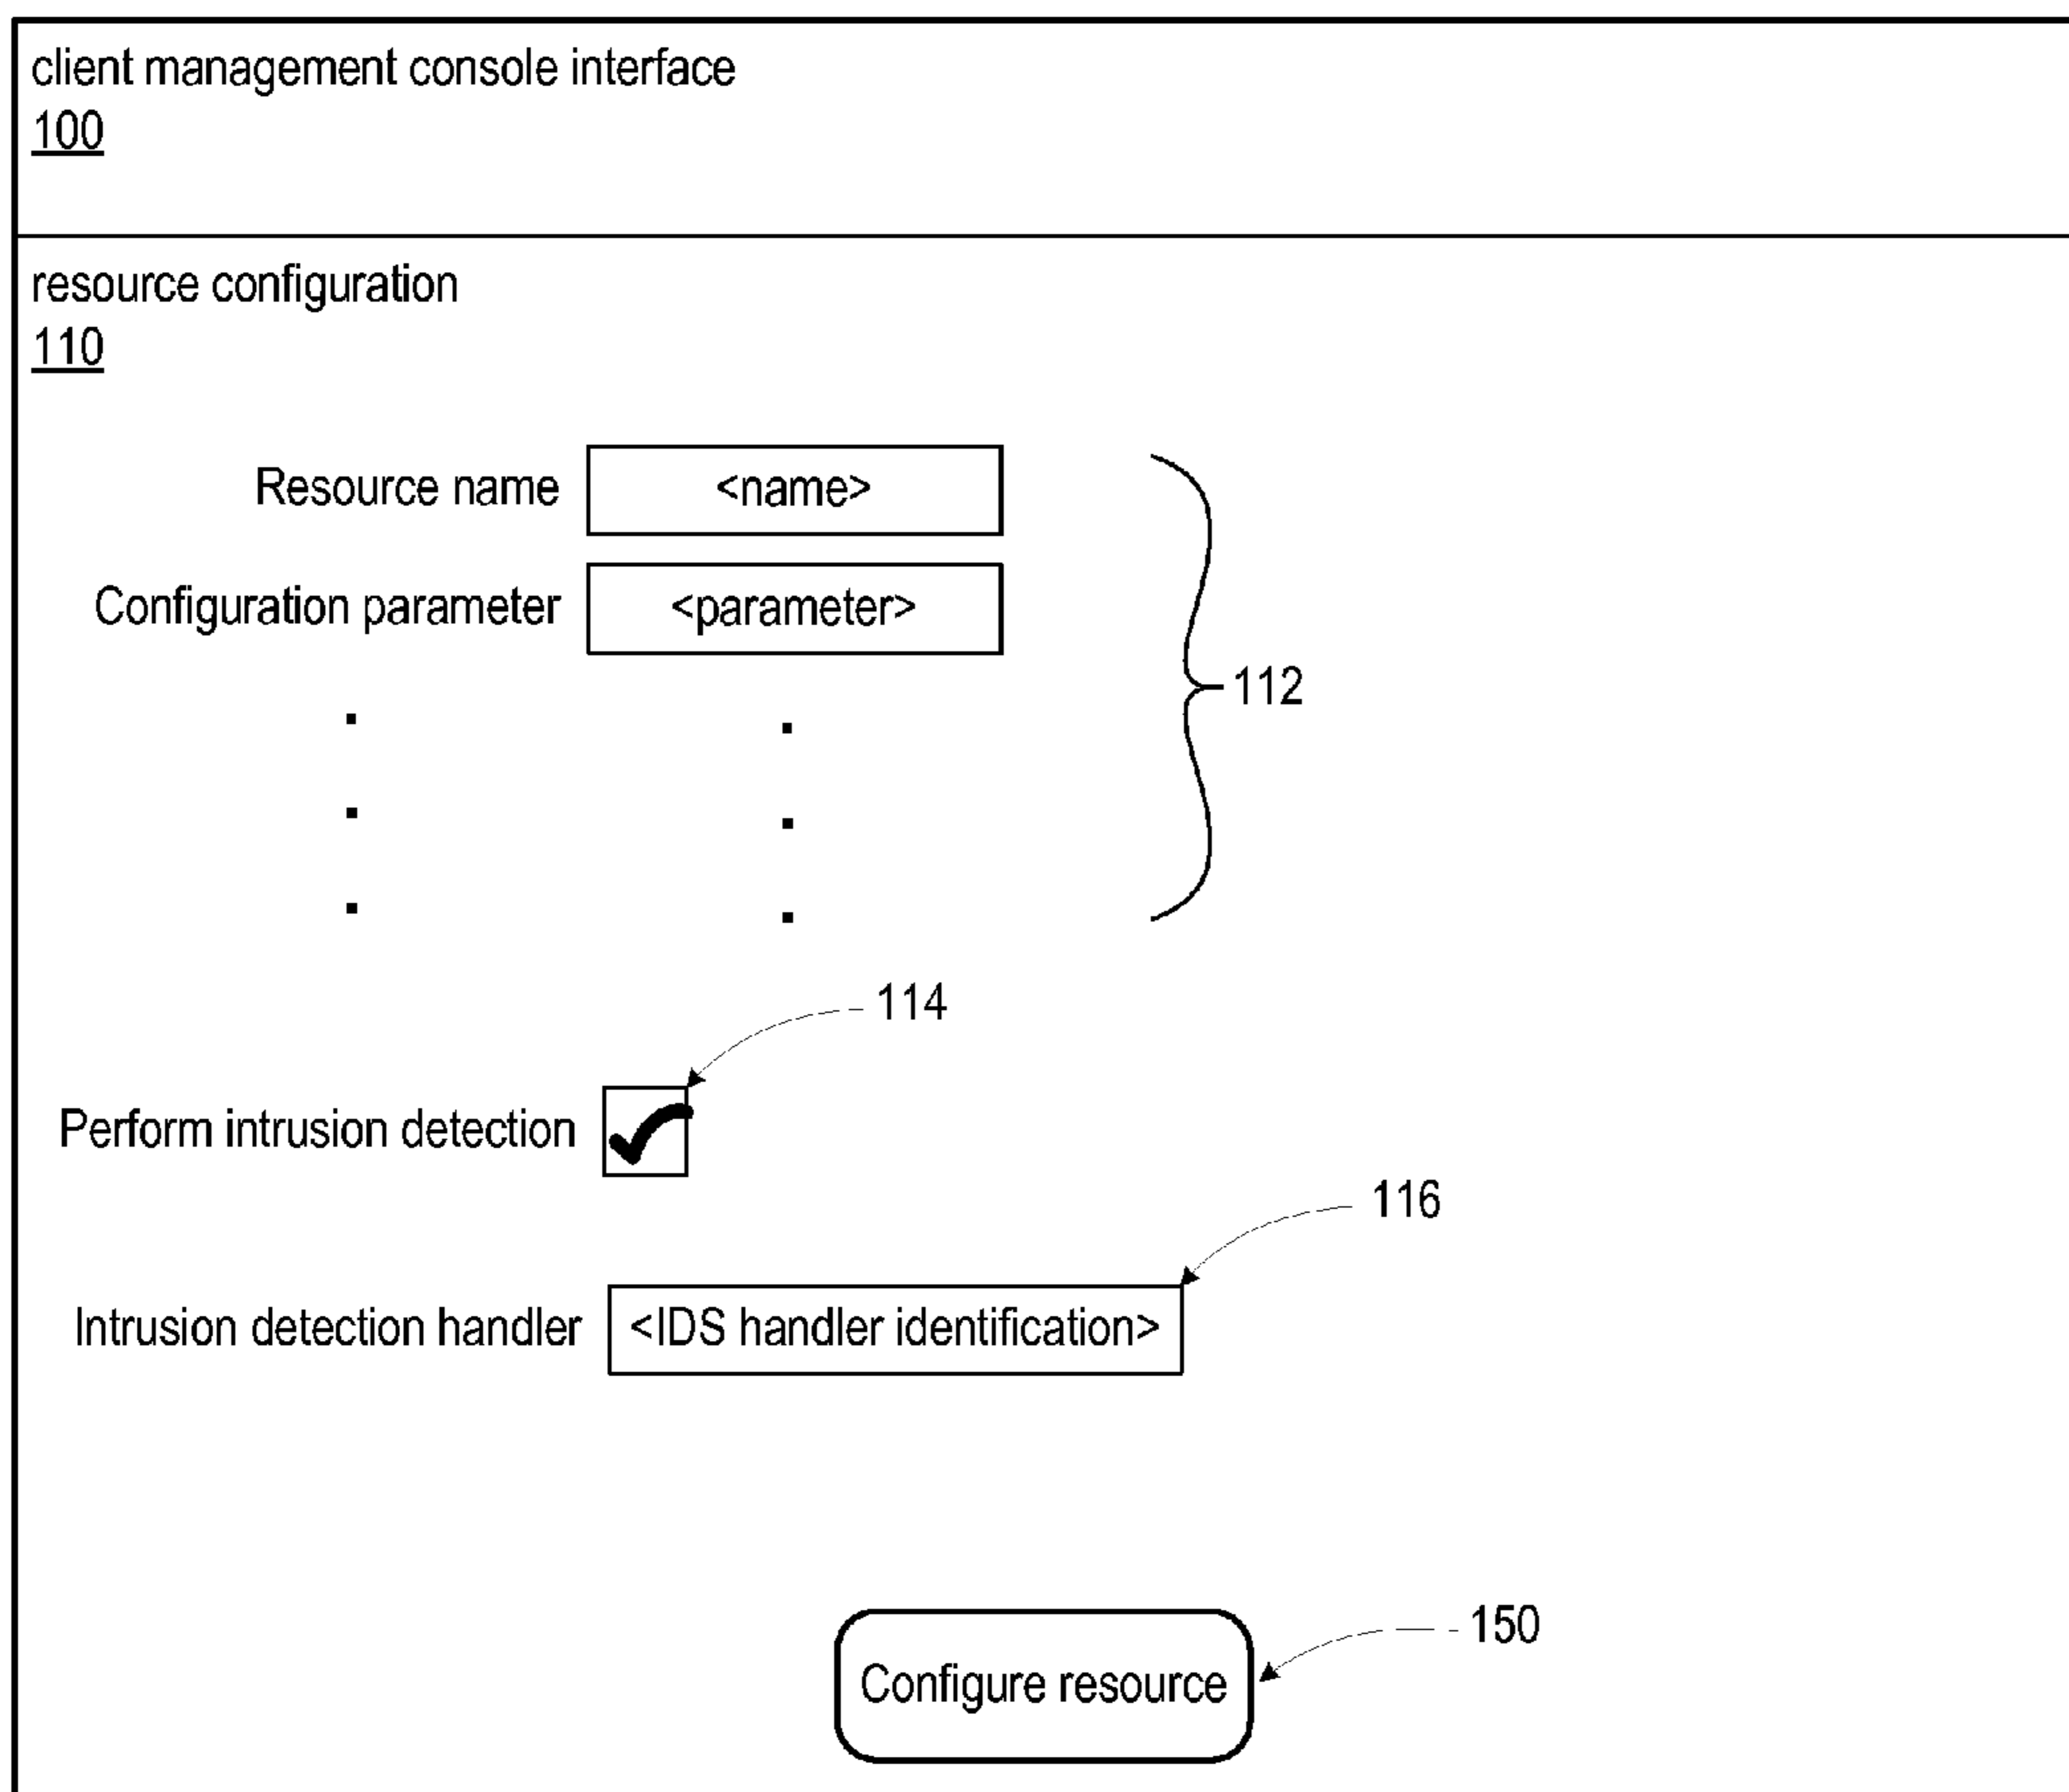 client management console interface
100
resource configuration
110
Resource name <name>
Configuration parameter <parameter>
112
114
Perform intrusion detection
116
Intrusion detection handler <IDS handler identification>
150
Configure resource